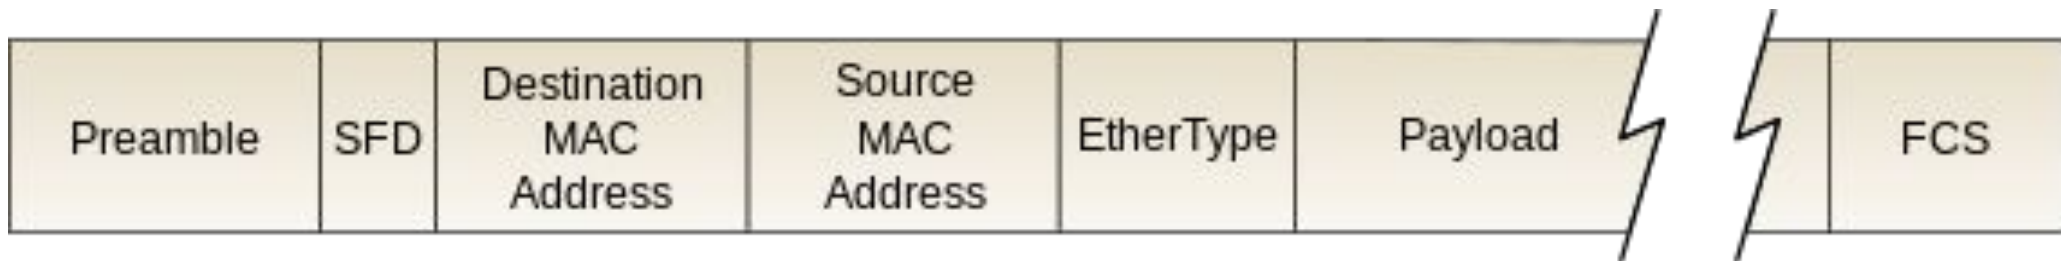 Preamble
SFD
Destination
MAC
Address
Source
MAC
Address
EtherType
Payload
FCS